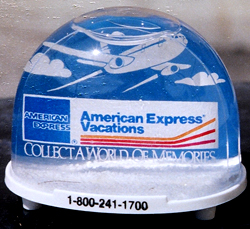 AMERICAN
EXPRESS
®
American Express®
Vacations
COLLECT A WORLD OF MEMORIES
1-800-241-1700